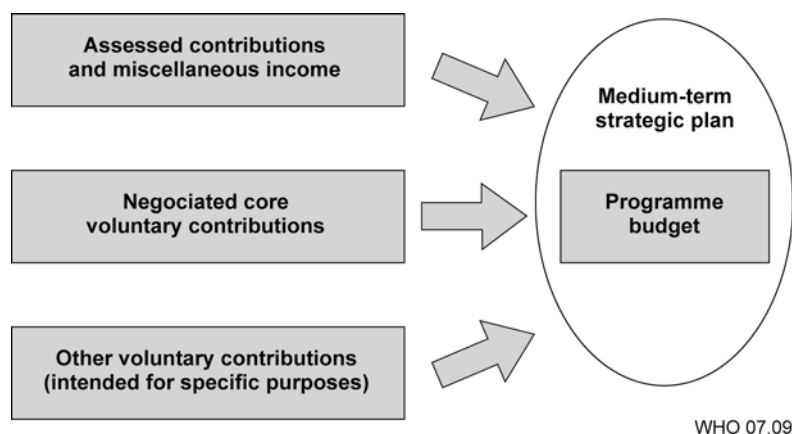 Assessed contributions
and miscellaneous income
Medium-term
strategic plan
Negociated core
voluntary contributions
Programme
budget
Other voluntary contributions
(intended for specific purposes)
WHO 07.09